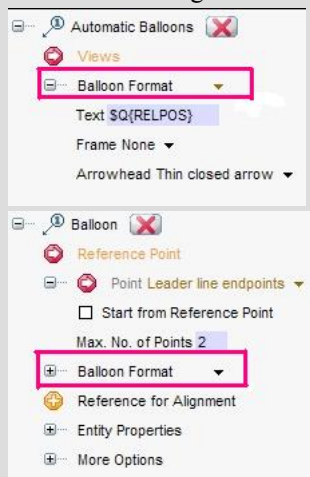 Automatic Balloons
Views
Balloon Format
Text $Q{RELPOS}
Frame None
Arrowhead Thin closed arrow
Balloon
Reference Point
Point Leader line endpoints
Start from Reference Point
Max. No. of Points 2
Balloon Format
Reference for Alignment
Entity Properties
More Options